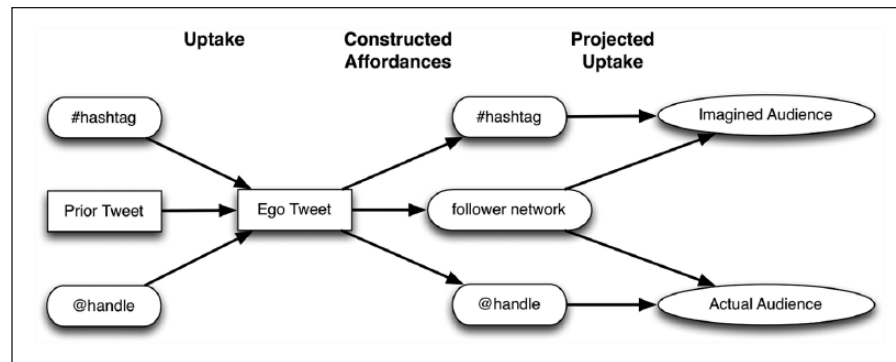 Uptake
Constructed
Affordances
Projected
Uptake
#hashtag
#hashtag
Imagined Audience
Prior Tweet
Ego Tweet
follower network
@handle
@handle
Actual Audience